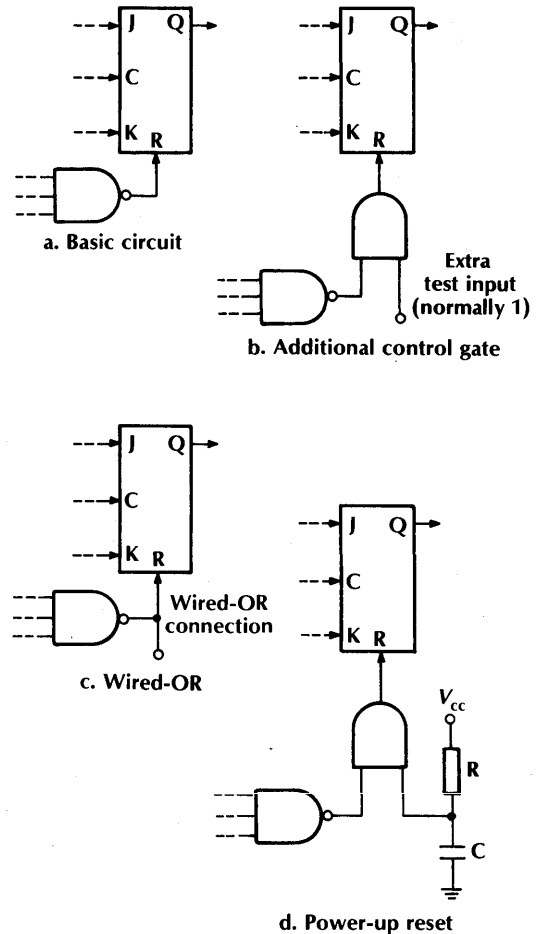 J Q
C
K R
a. Basic circuit
J Q
C
K R
Extra
test input
(normally 1)
b. Additional control gate
J Q
C
K R
Wired-OR
connection
c. Wired-OR
J Q
C
K R
Vcc
R
C
d. Power-up reset